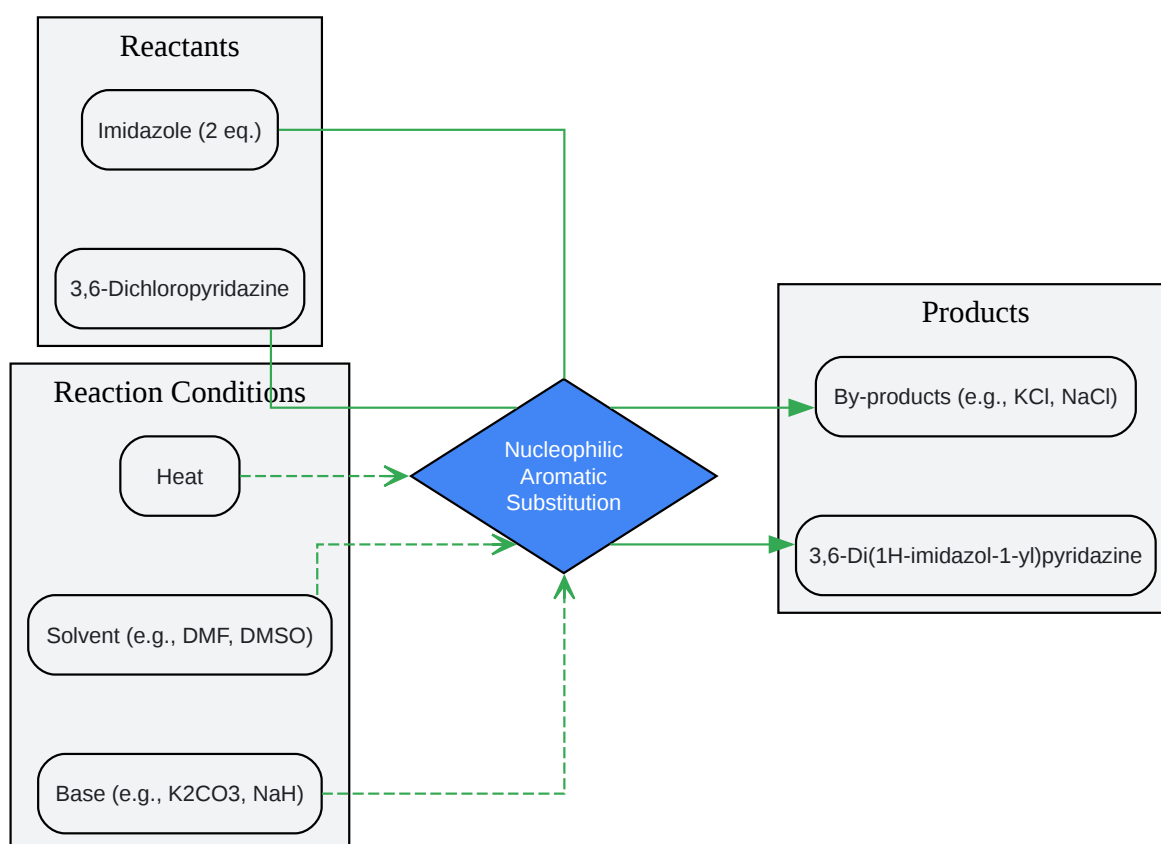 Reactants
Imidazole (2 eq.)
3,6-Dichloropyridazine
Reaction Conditions
Heat
Solvent (e.g., DMF, DMSO)
Base (e.g., K2CO3, NaH)
Nucleophilic
Aromatic
Substitution
Products
By-products (e.g., KCl, NaCl)
3,6-Di(1H-imidazol-1-yl)pyridazine